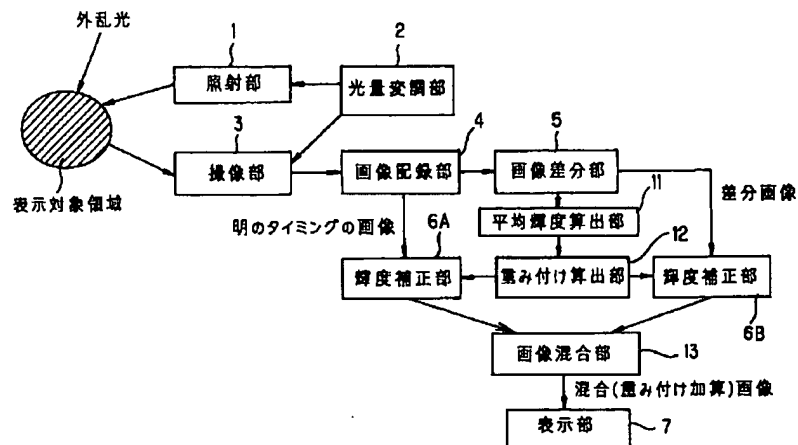 外乱光
1
照射部
2
光量変調部
3
撮像部
4
画像記録部
5
画像差分部
表示対象領域
明のタイミングの画像
11
平均輝度算出部
差分画像
6A
輝度補正部
12
重み付け算出部
輝度補正部
6B
画像混合部
13
混合(重み付け加算)画像
表示部
7